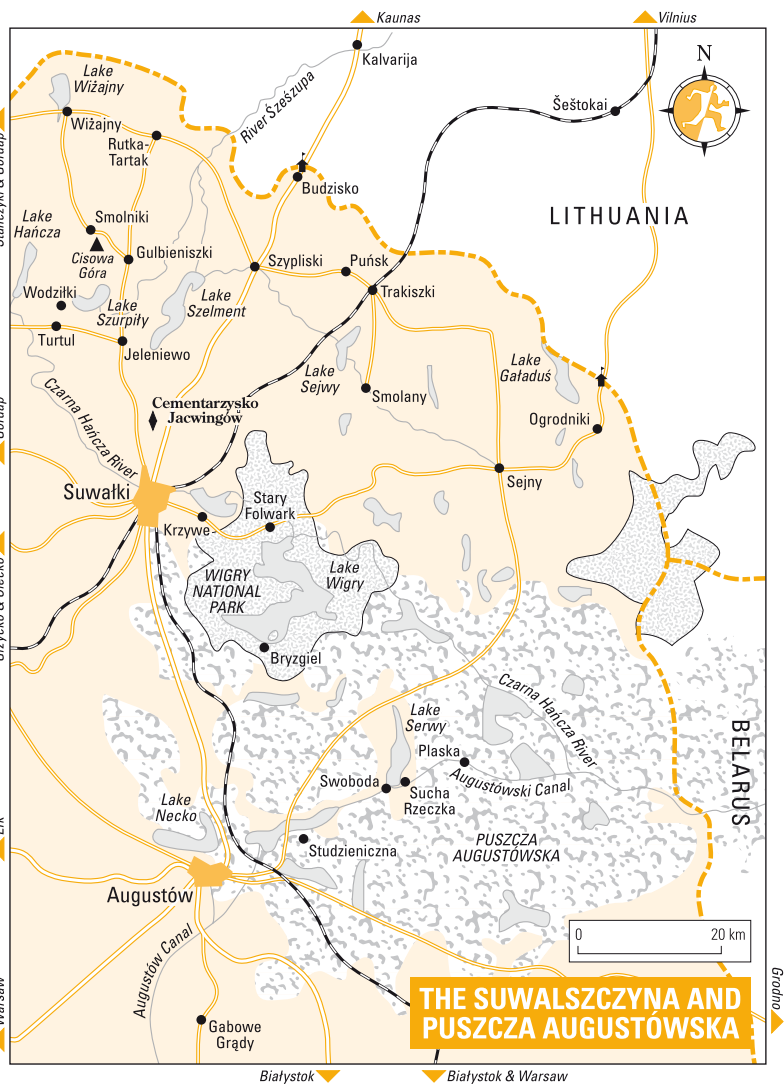 Kaunas
Vilnius
Kalvarija
Lake
Wiżajny
River Szeszupa
Šeštokai
N
Wiżajny
Rutka-
Tartak
Budzisko
LITHUANIA
Lake
Hańcza
Smolniki
Cisowa
Góra
Gulbieniszki
Szypliski
Puńsk
Trakiszki
Wodziłki
Lake
Szurpiły
Lake
Szelment
Turtul
Jeleniewo
Lake
Sejwy
Smolany
Lake
Gaładuś
Czarna Hańcza River
Cementarzysko
Jacwingów
Ogrodniki
Suwałki
Sejny
Stary
Folwark
Krzywe
WIGRY
NATIONAL
PARK
Lake
Wigry
Bryzgiel
Czarna Hańcza River
BELARUS
Lake
Serwy
Plaska
Swoboda
Sucha
Rzeczka
Augustówski Canal
Lake
Necko
Studzieniczna
PUSZCZA
AUGUSTÓWSKA
Augustów
Augustów Canal
0
20 km
Grodno
Warsaw
THE SUWALSZCZYNA AND
PUSZCZA AUGUSTÓWSKA
Gabowe
Grądy
Białystok
Białystok & Warsaw